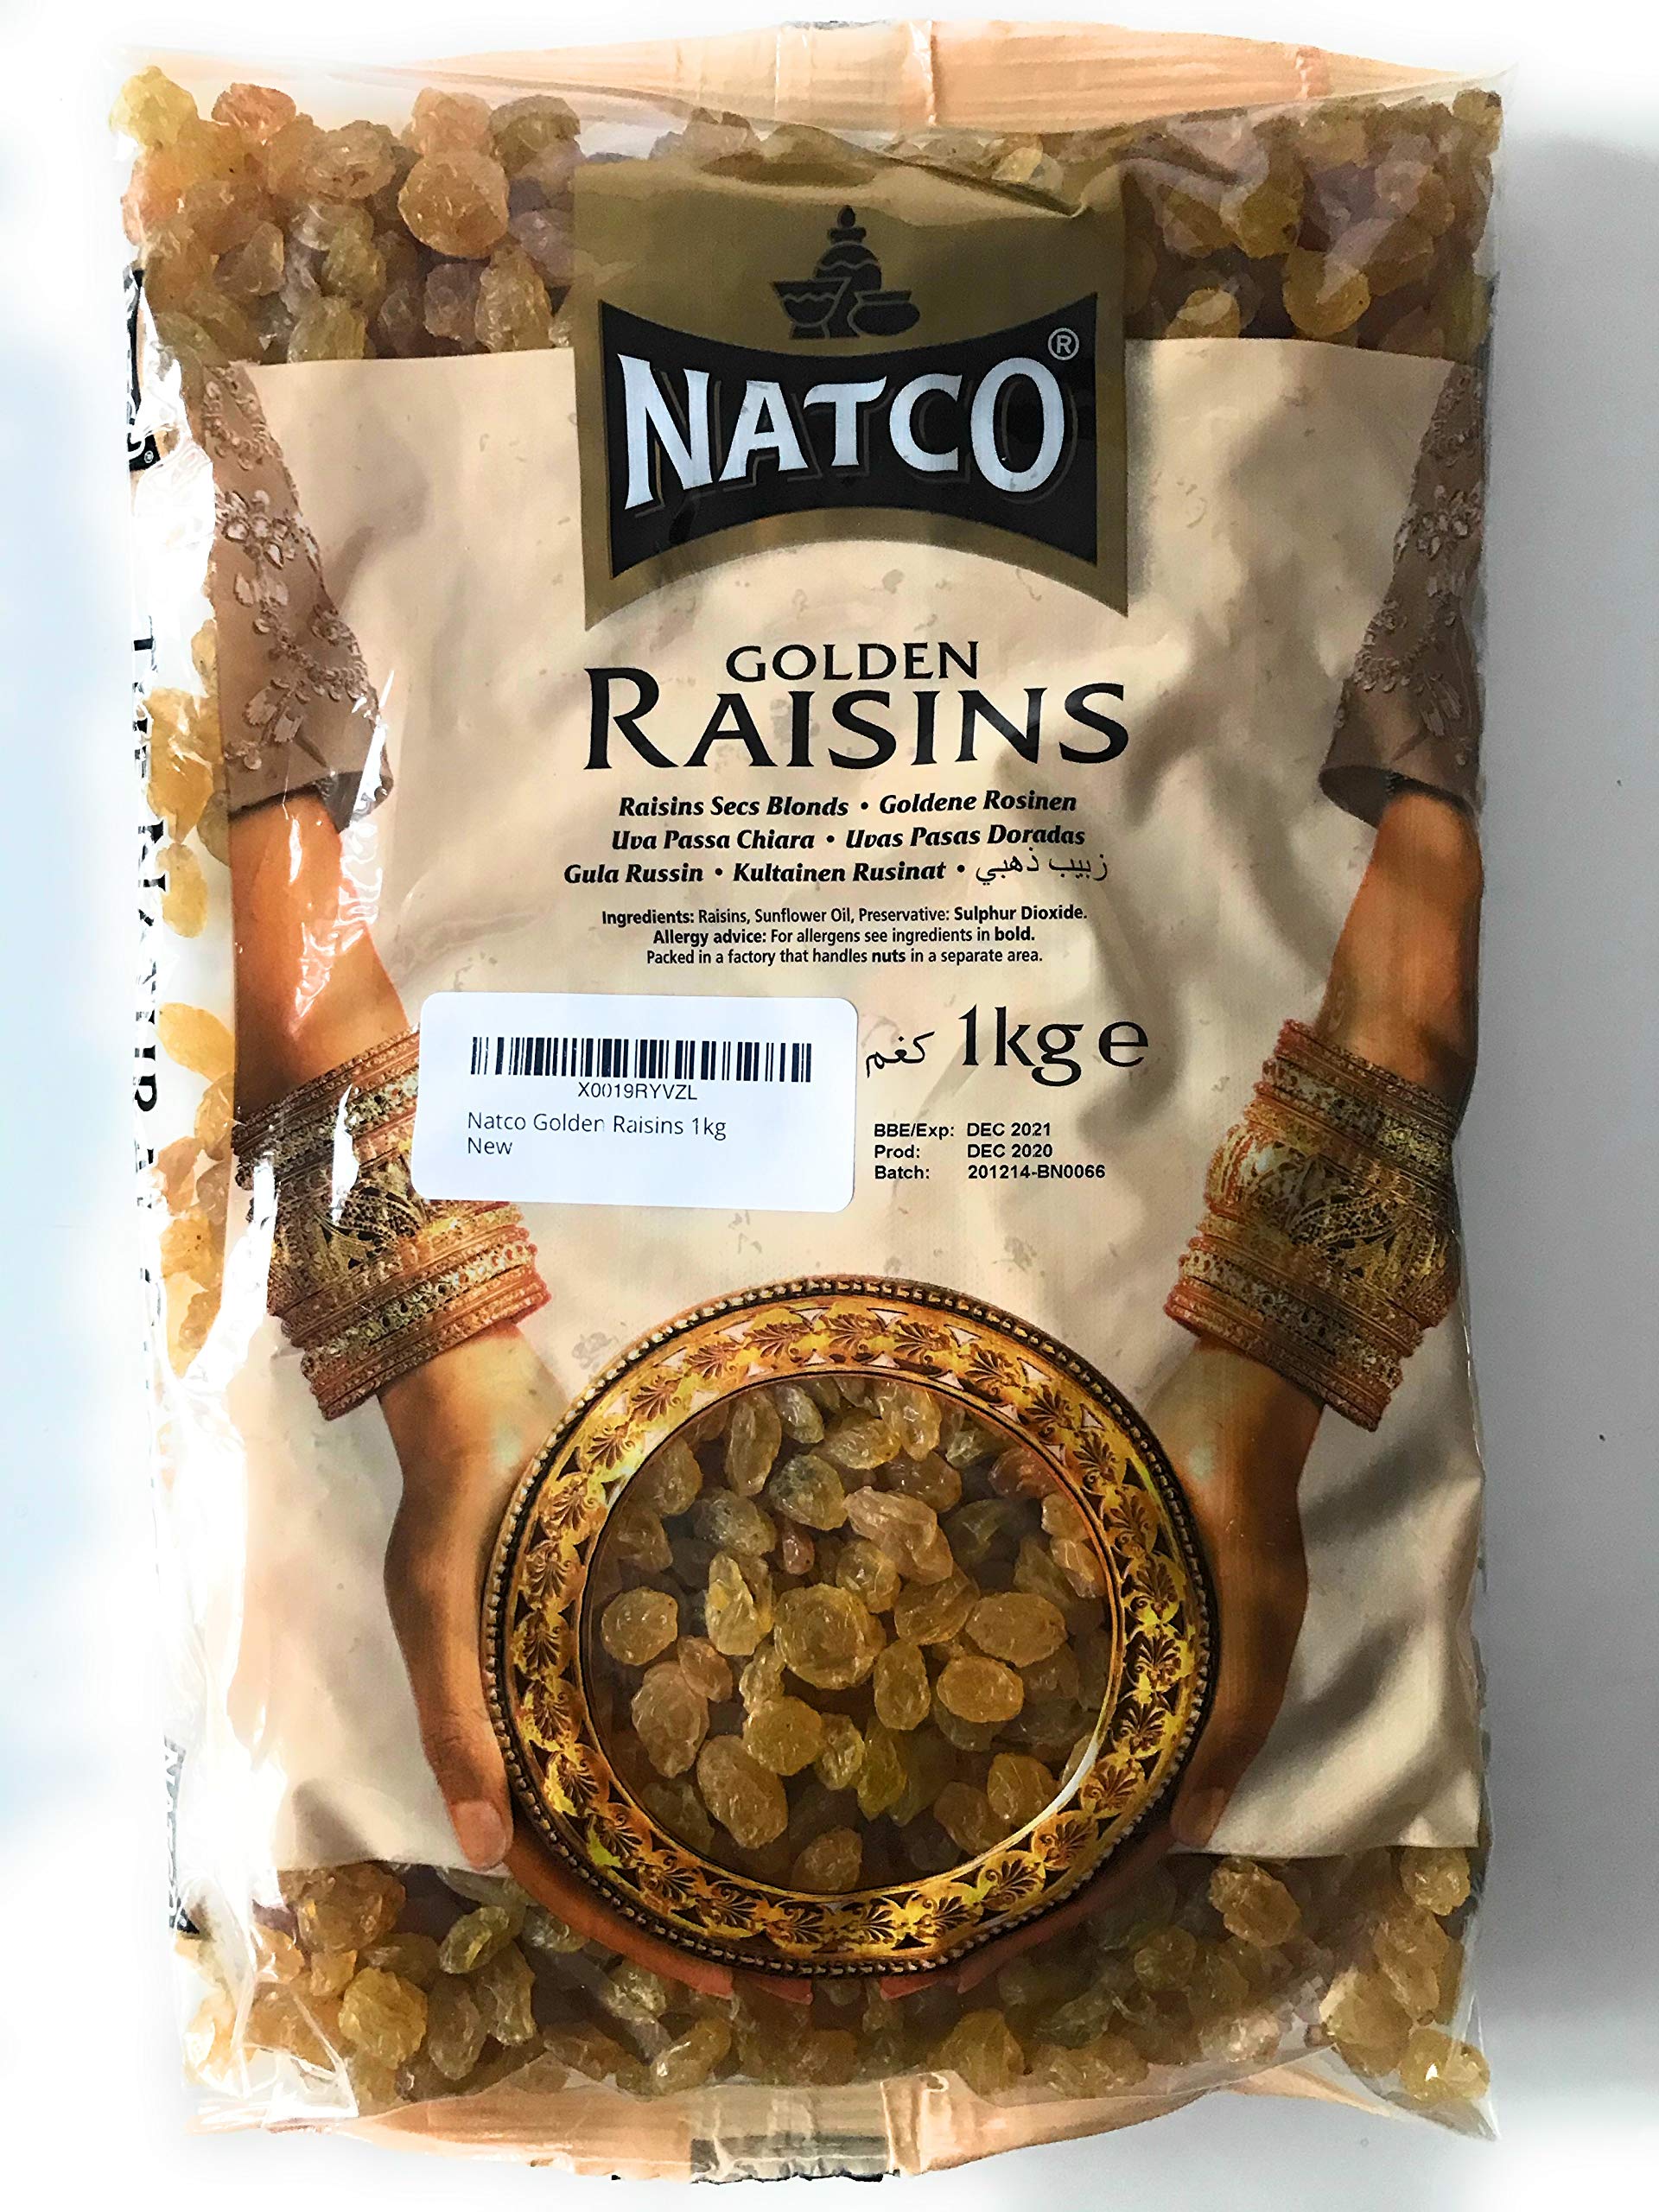 NATCO®
GOLDEN
RAISINS
Raisins Secs Blonds • Goldene Rosinen
Uva Passa Chiara • Uvas Pasas Doradas
Gula Russin • Kultainen Rusinat • زبيب ذهبي
Ingredients: Raisins, Sunflower Oil, Preservative: Sulphur Dioxide.
Allergy advice: For allergens see ingredients in bold.
Packed in a factory that handles nuts in a separate area.
كغم 1kg e
X0019RYVZL
Natco Golden Raisins 1kg
New
BBE/Exp: DEC 2021
Prod: DEC 2020
Batch: 201214-BN0066